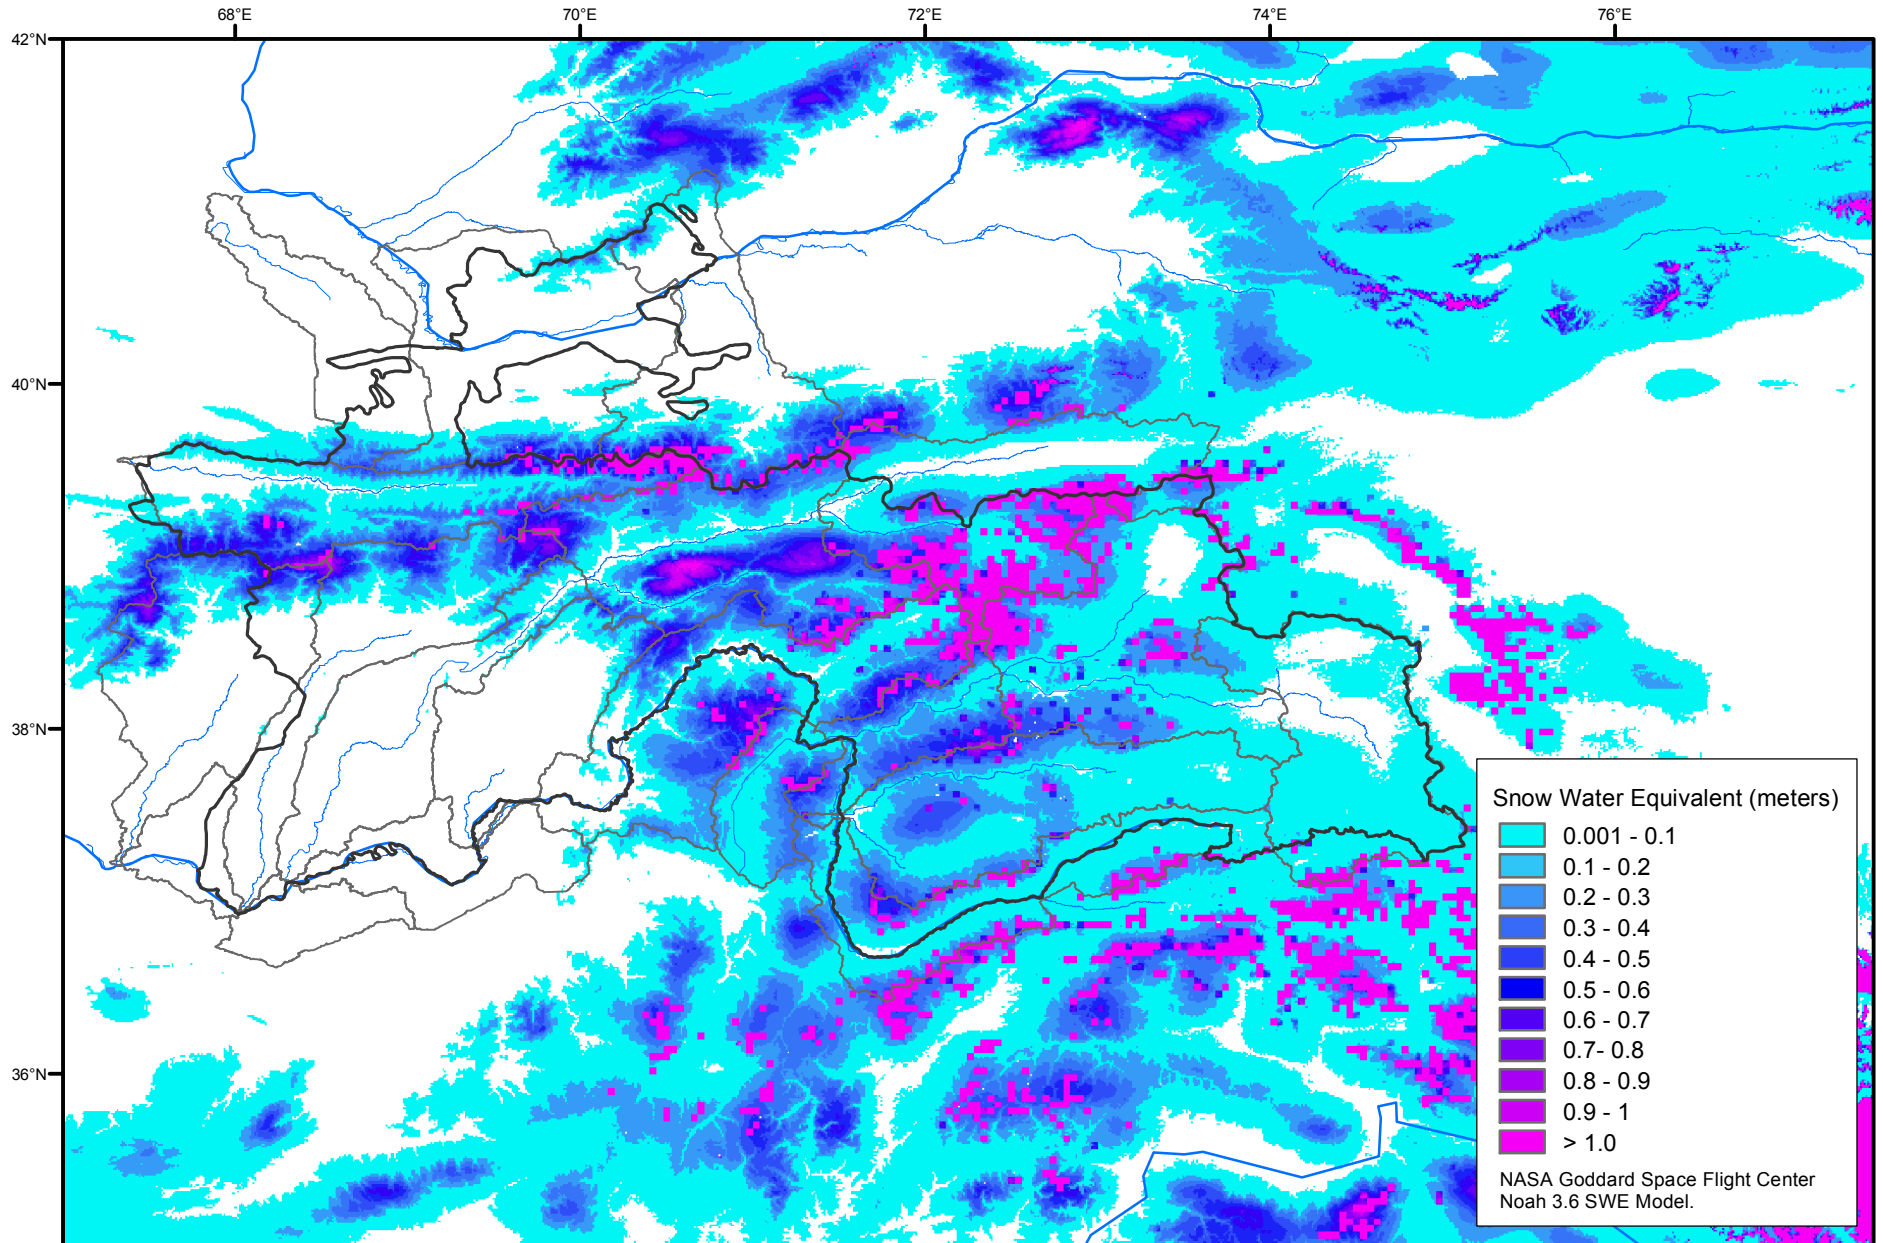 68°E
70°E
72°E
74°E
76°E
42°N
40°N
38°N
36°N
Snow Water Equivalent (meters)
0.001 - 0.1
0.1 - 0.2
0.2 - 0.3
0.3 - 0.4
0.4 - 0.5
0.5 - 0.6
0.6 - 0.7
0.7- 0.8
0.8 - 0.9
0.9 - 1
> 1.0
NASA Goddard Space Flight Center
Noah 3.6 SWE Model.